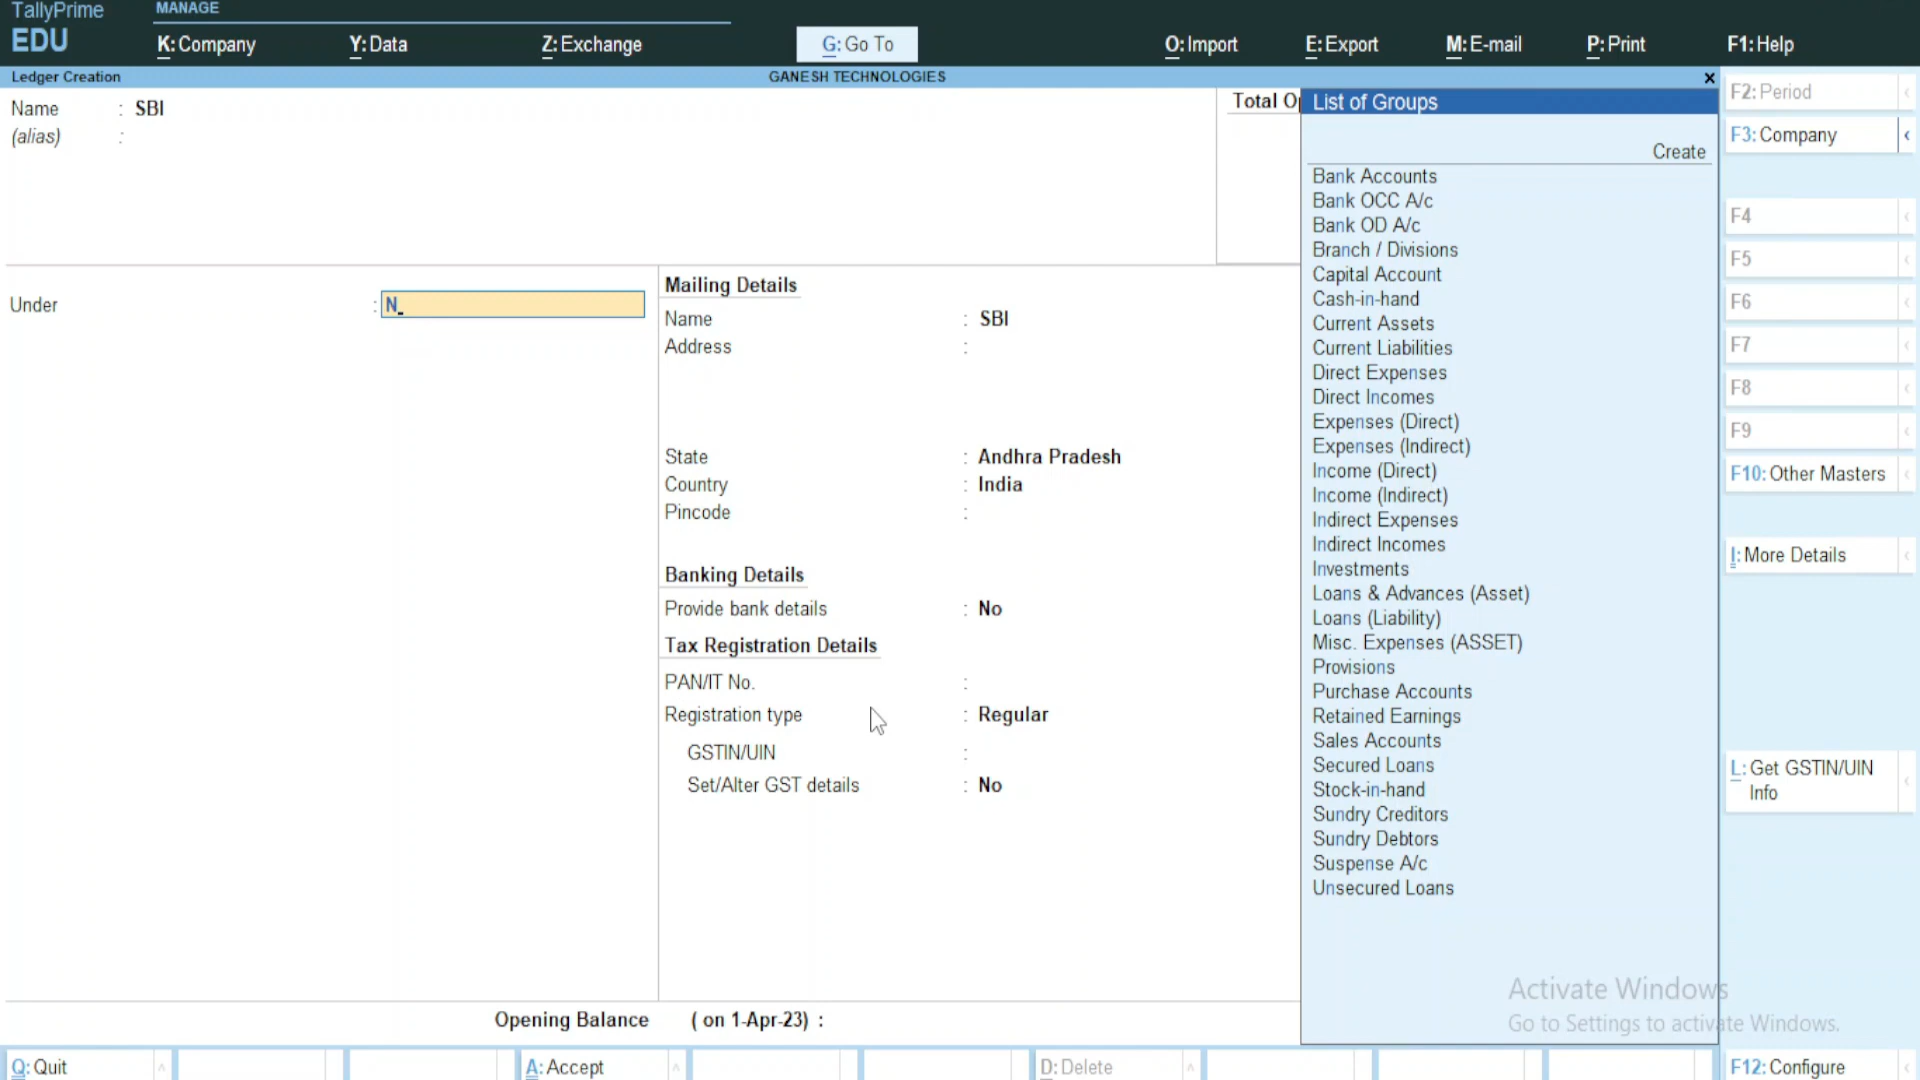 TallyPrime
EDU
MANAGE
K: Company
Y: Data
Z: Exchange
G: Go To
O: Import
E: Export
M: E-mail
P: Print
F1: Help
Ledger Creation
GANESH TECHNOLOGIES
x
Name : SBI
(alias) :
Total Op
Under : N_
Mailing Details
Name : SBI
Address :
State : Andhra Pradesh
Country : India
Pincode :
Banking Details
Provide bank details : No
Tax Registration Details
PAN/IT No. :
Registration type : Regular
GSTIN/UIN :
Set/Alter GST details : No
Opening Balance ( on 1-Apr-23) :
List of Groups
Create
Bank Accounts
Bank OCC A/c
Bank OD A/c
Branch / Divisions
Capital Account
Cash-in-hand
Current Assets
Current Liabilities
Direct Expenses
Direct Incomes
Expenses (Direct)
Expenses (Indirect)
Income (Direct)
Income (Indirect)
Indirect Expenses
Indirect Incomes
Investments
Loans & Advances (Asset)
Loans (Liability)
Misc. Expenses (ASSET)
Provisions
Purchase Accounts
Retained Earnings
Sales Accounts
Secured Loans
Stock-in-hand
Sundry Creditors
Sundry Debtors
Suspense A/c
Unsecured Loans
F2: Period
F3: Company
F4
F5
F6
F7
F8
F9
F10: Other Masters
I: More Details
L: Get GSTIN/UIN
Info
Activate Windows
Go to Settings to activate Windows.
Q: Quit
A: Accept
D: Delete
F12: Configure